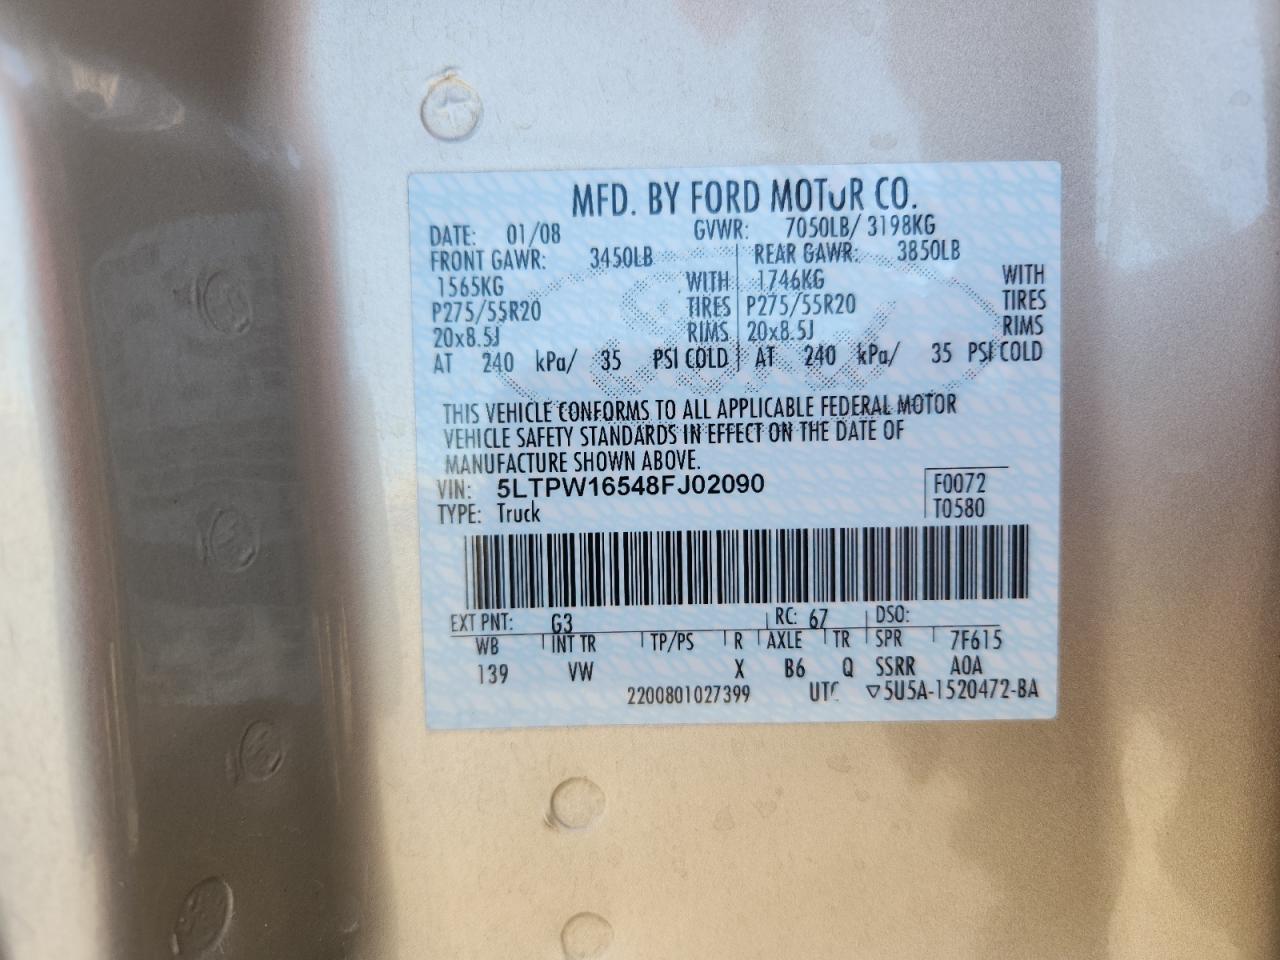 MFD. BY FORD MOTOR CO.
DATE: 01/08 GVWR: 7050LB/ 3198KG
FRONT GAWR: 3450LB REAR GAWR: 3850LB
1565KG WITH 1746KG WITH
P275/55R20 TIRES P275/55R20 TIRES
20x8.5J RIMS 20x8.5J RIMS
AT 240 kPa/ 35 PSI COLD AT 240 kPa/ 35 PSI COLD
THIS VEHICLE CONFORMS TO ALL APPLICABLE FEDERAL MOTOR
VEHICLE SAFETY STANDARDS IN EFFECT ON THE DATE OF
MANUFACTURE SHOWN ABOVE.
VIN: 5LTPW16548FJ02090 F0072
TYPE: Truck T0580
EXT PNT: G3 RC: 67 DSO:
WB INT TR TP/PS R AXLE TR SPR 7F615
139 VW X B6 Q SSRR A0A
2200801027399 UTC ▽5U5A-1520472-BA